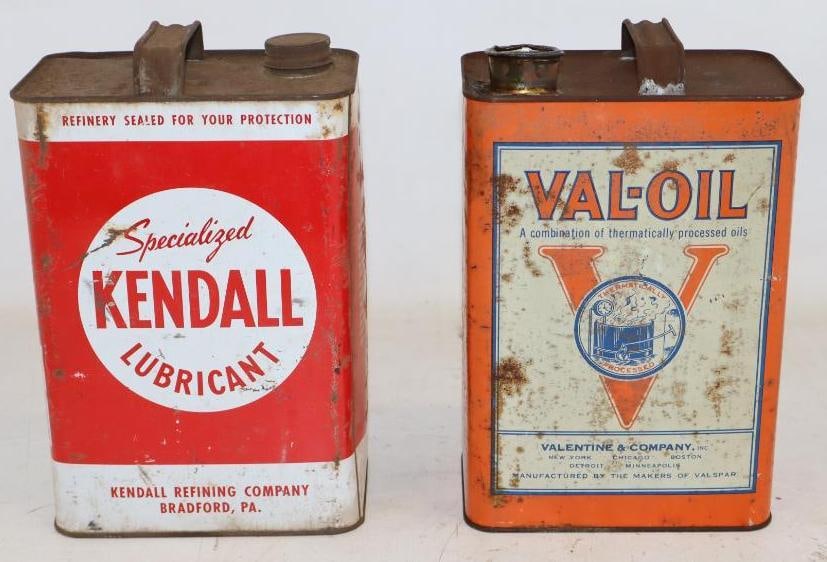 REFINERY SEALED FOR YOUR PROTECTION
Specialized
KENDALL
LUBRICANT
KENDALL REFINING COMPANY
BRADFORD, PA.
VAL-OIL
A combination of thermatically processed oils
V
THERMATICALLY
PROCESSED
VALENTINE & COMPANY, INC
NEW YORK CHICAGO BOSTON
DETROIT MINNEAPOLIS
MANUFACTURED BY THE MAKERS OF VALSPAR